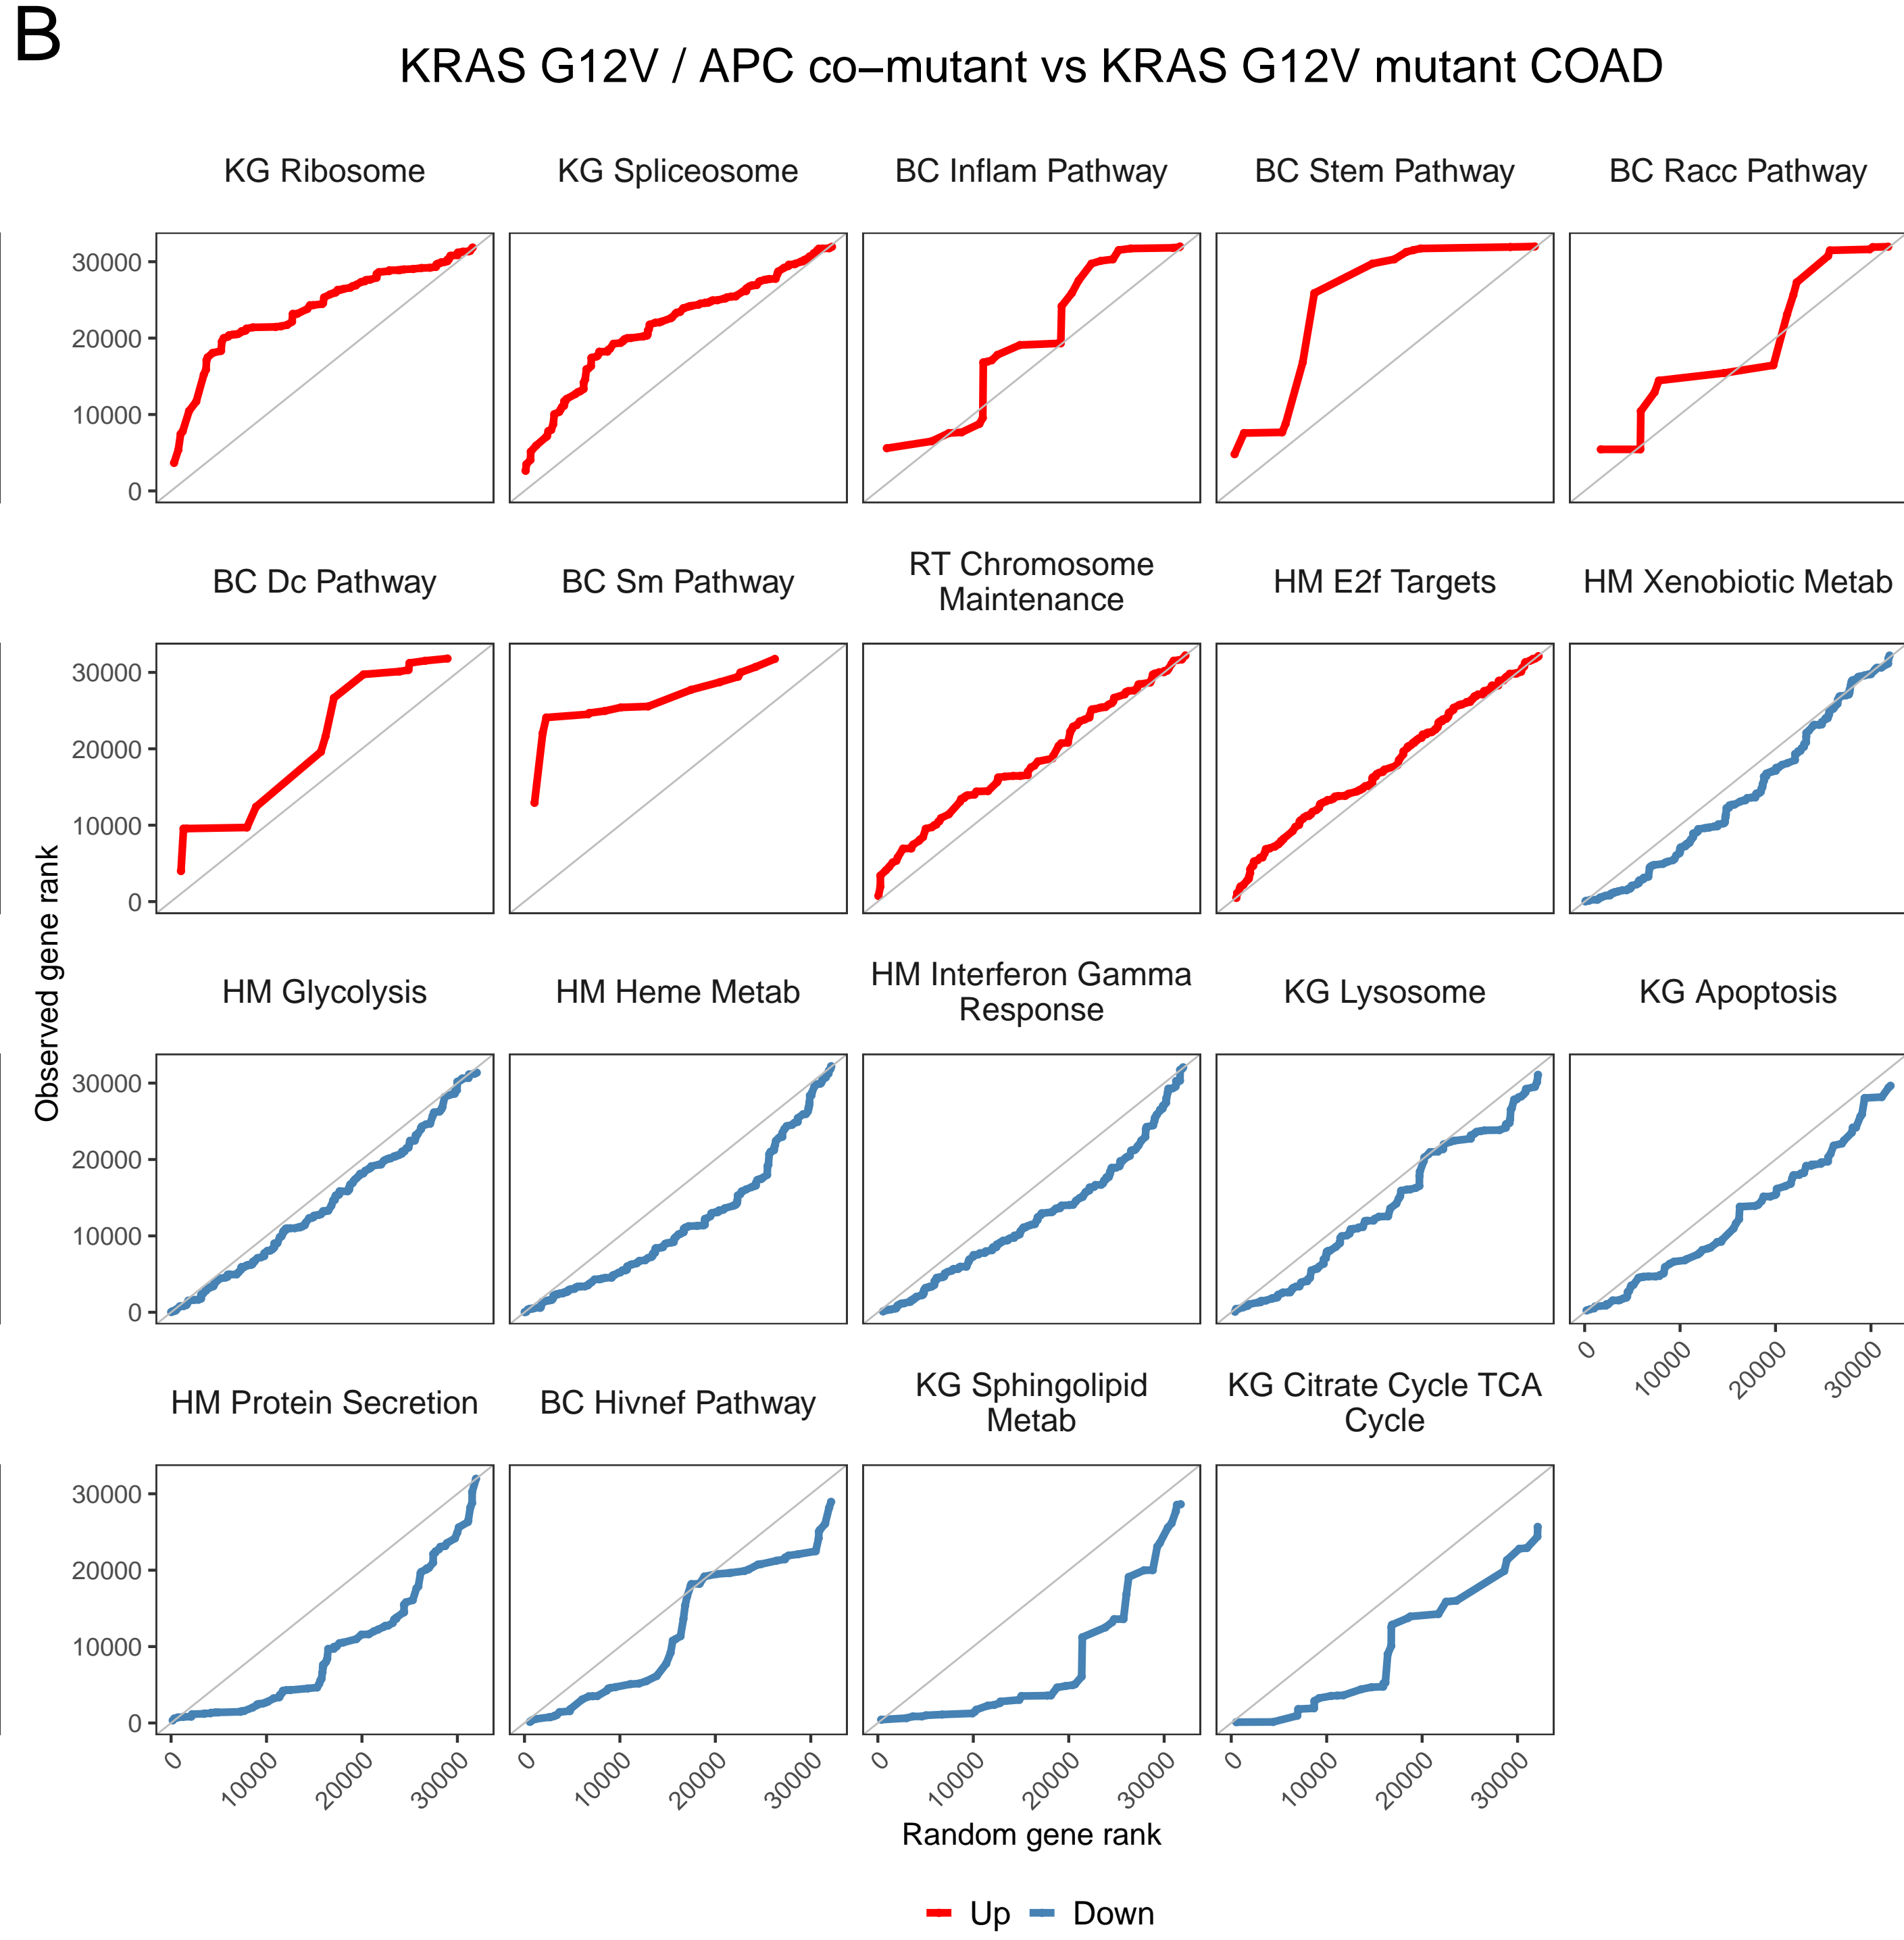 B
KRAS G12V / APC co–mutant vs KRAS G12V mutant COAD
KG Ribosome
KG Spliceosome
BC Inflam Pathway
BC Stem Pathway
BC Racc Pathway
30000
20000
10000
0
BC Dc Pathway
BC Sm Pathway
RT Chromosome
Maintenance
HM E2f Targets
HM Xenobiotic Metab
30000
20000
10000
0
Observed gene rank
HM Glycolysis
HM Heme Metab
HM Interferon Gamma
Response
KG Lysosome
KG Apoptosis
30000
20000
10000
0
0
10000
20000
30000
HM Protein Secretion
BC Hivnef Pathway
KG Sphingolipid
Metab
KG Citrate Cycle TCA
Cycle
30000
20000
10000
0
0
10000
20000
30000
0
10000
20000
30000
0
10000
20000
30000
0
10000
20000
30000
Random gene rank
Up
Down